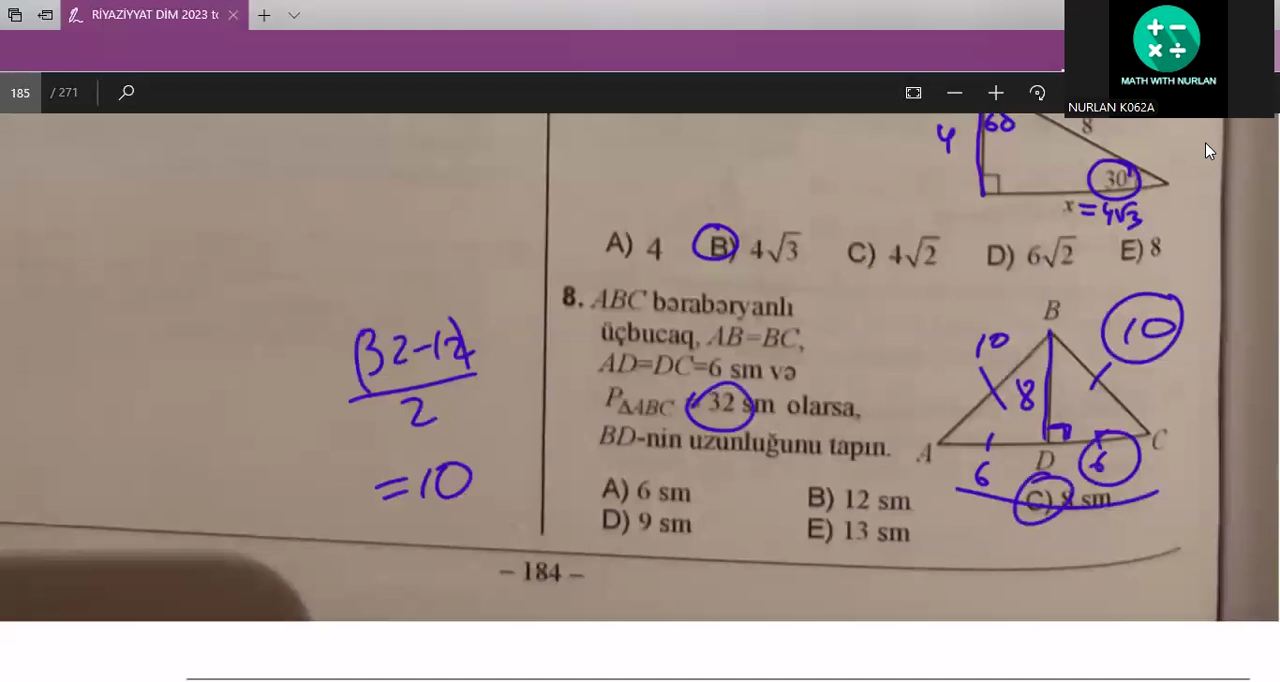 RİYAZİYYAT DİM 2023 to
MATH WITH NURLAN
NURLAN K062A
185 / 271
4
60
8
30°
x = 4√3
A) 4 B) 4√3 C) 4√2 D) 6√2 E) 8
8. ABC bərabəryanlı
üçbucaq, AB=BC,
AD=DC=6 sm və
P△ABC = 32 sm olarsa,
BD-nin uzunluğunu tapın.
A) 6 sm B) 12 sm C) 8 sm
D) 9 sm E) 13 sm
B
10 10
8
A D C
6 6
32-12
2
=10
– 184 –